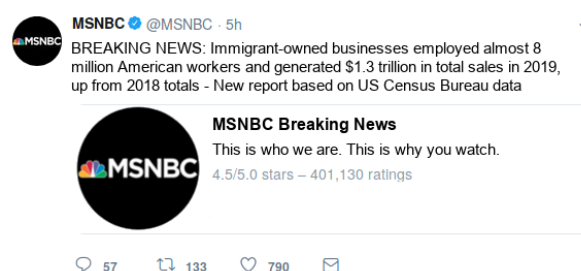 MSNBC @MSNBC · 5h
MSNBC
BREAKING NEWS: Immigrant-owned businesses employed almost 8
million American workers and generated $1.3 trillion in total sales in 2019,
up from 2018 totals - New report based on US Census Bureau data
MSNBC
MSNBC Breaking News
This is who we are. This is why you watch.
4.5/5.0 stars – 401,130 ratings
57 133 790